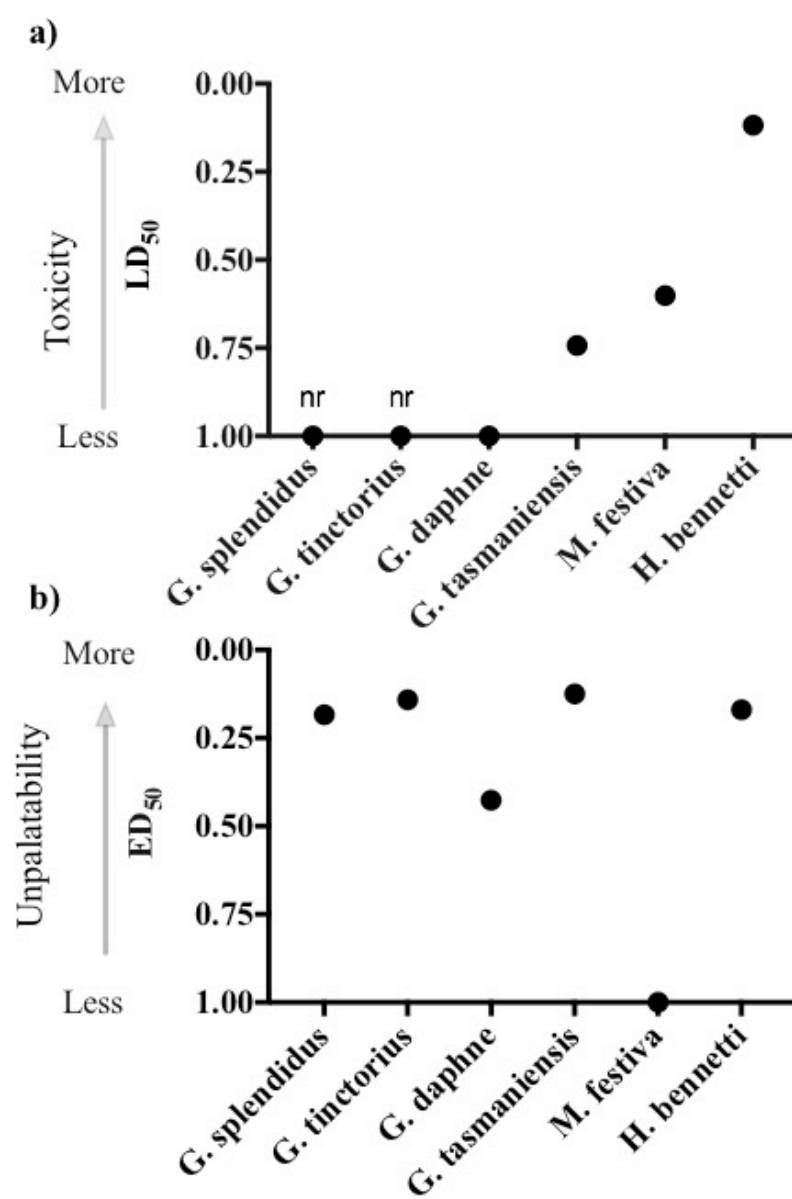 a)
More
Toxicity
Less
LD50
0.00
0.25
0.50
0.75
1.00
nr
nr
G. splendidus
G. tinctorius
G. daphne
G. tasmaniensis
M. festiva
H. bennetti
b)
More
Unpalatability
Less
ED50
0.00
0.25
0.50
0.75
1.00
G. splendidus
G. tinctorius
G. daphne
G. tasmaniensis
M. festiva
H. bennetti